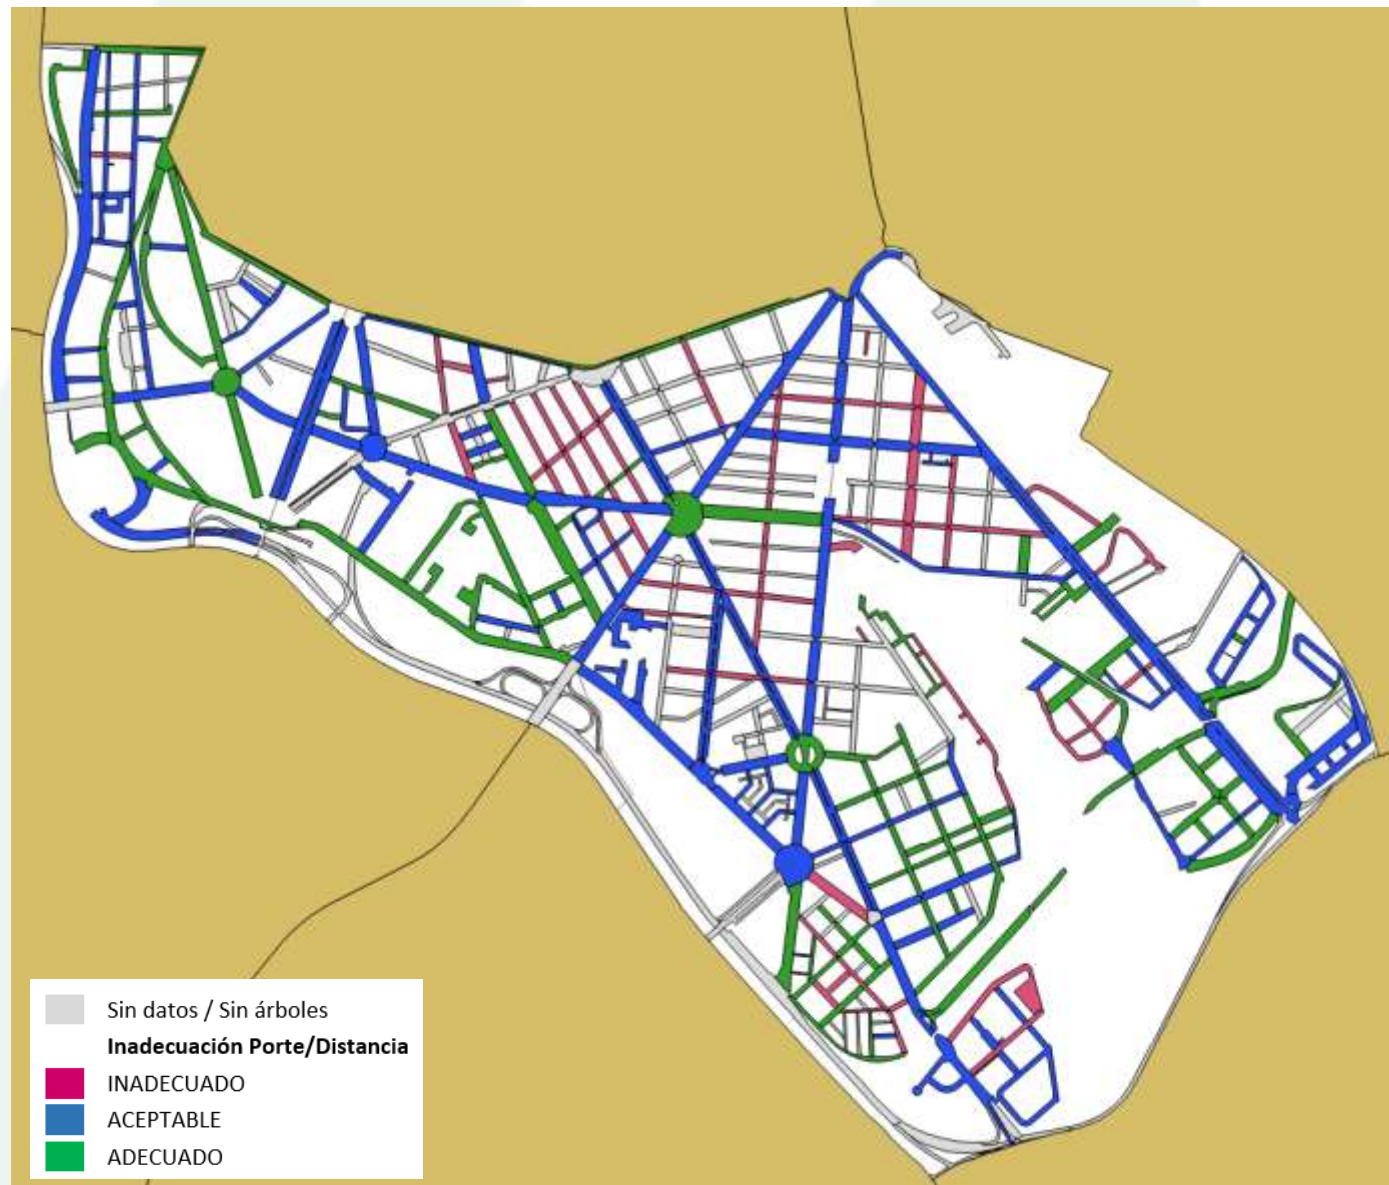 Sin datos / Sin árboles
Inadecuación Porte/Distancia
INADECUADO
ACEPTABLE
ADECUADO